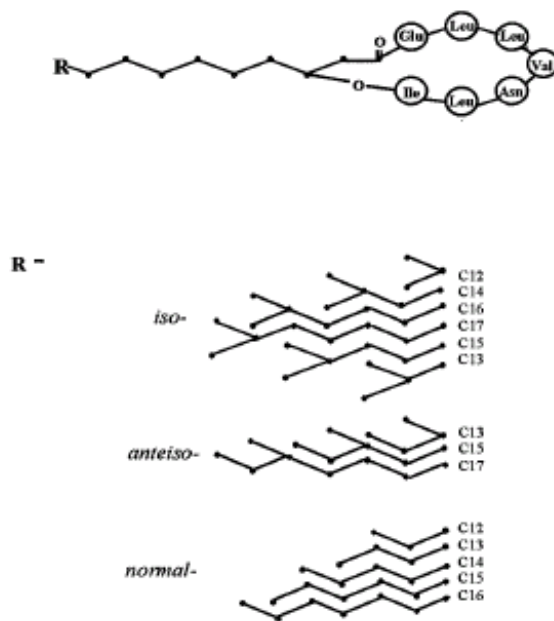 O
Glu Leu Leu
R Val
O Ile Leu Asn
R -
C12
C14
C16
iso- C17
C15
C13
C13
anteiso- C15
C17
C12
C13
normal- C14
C15
C16